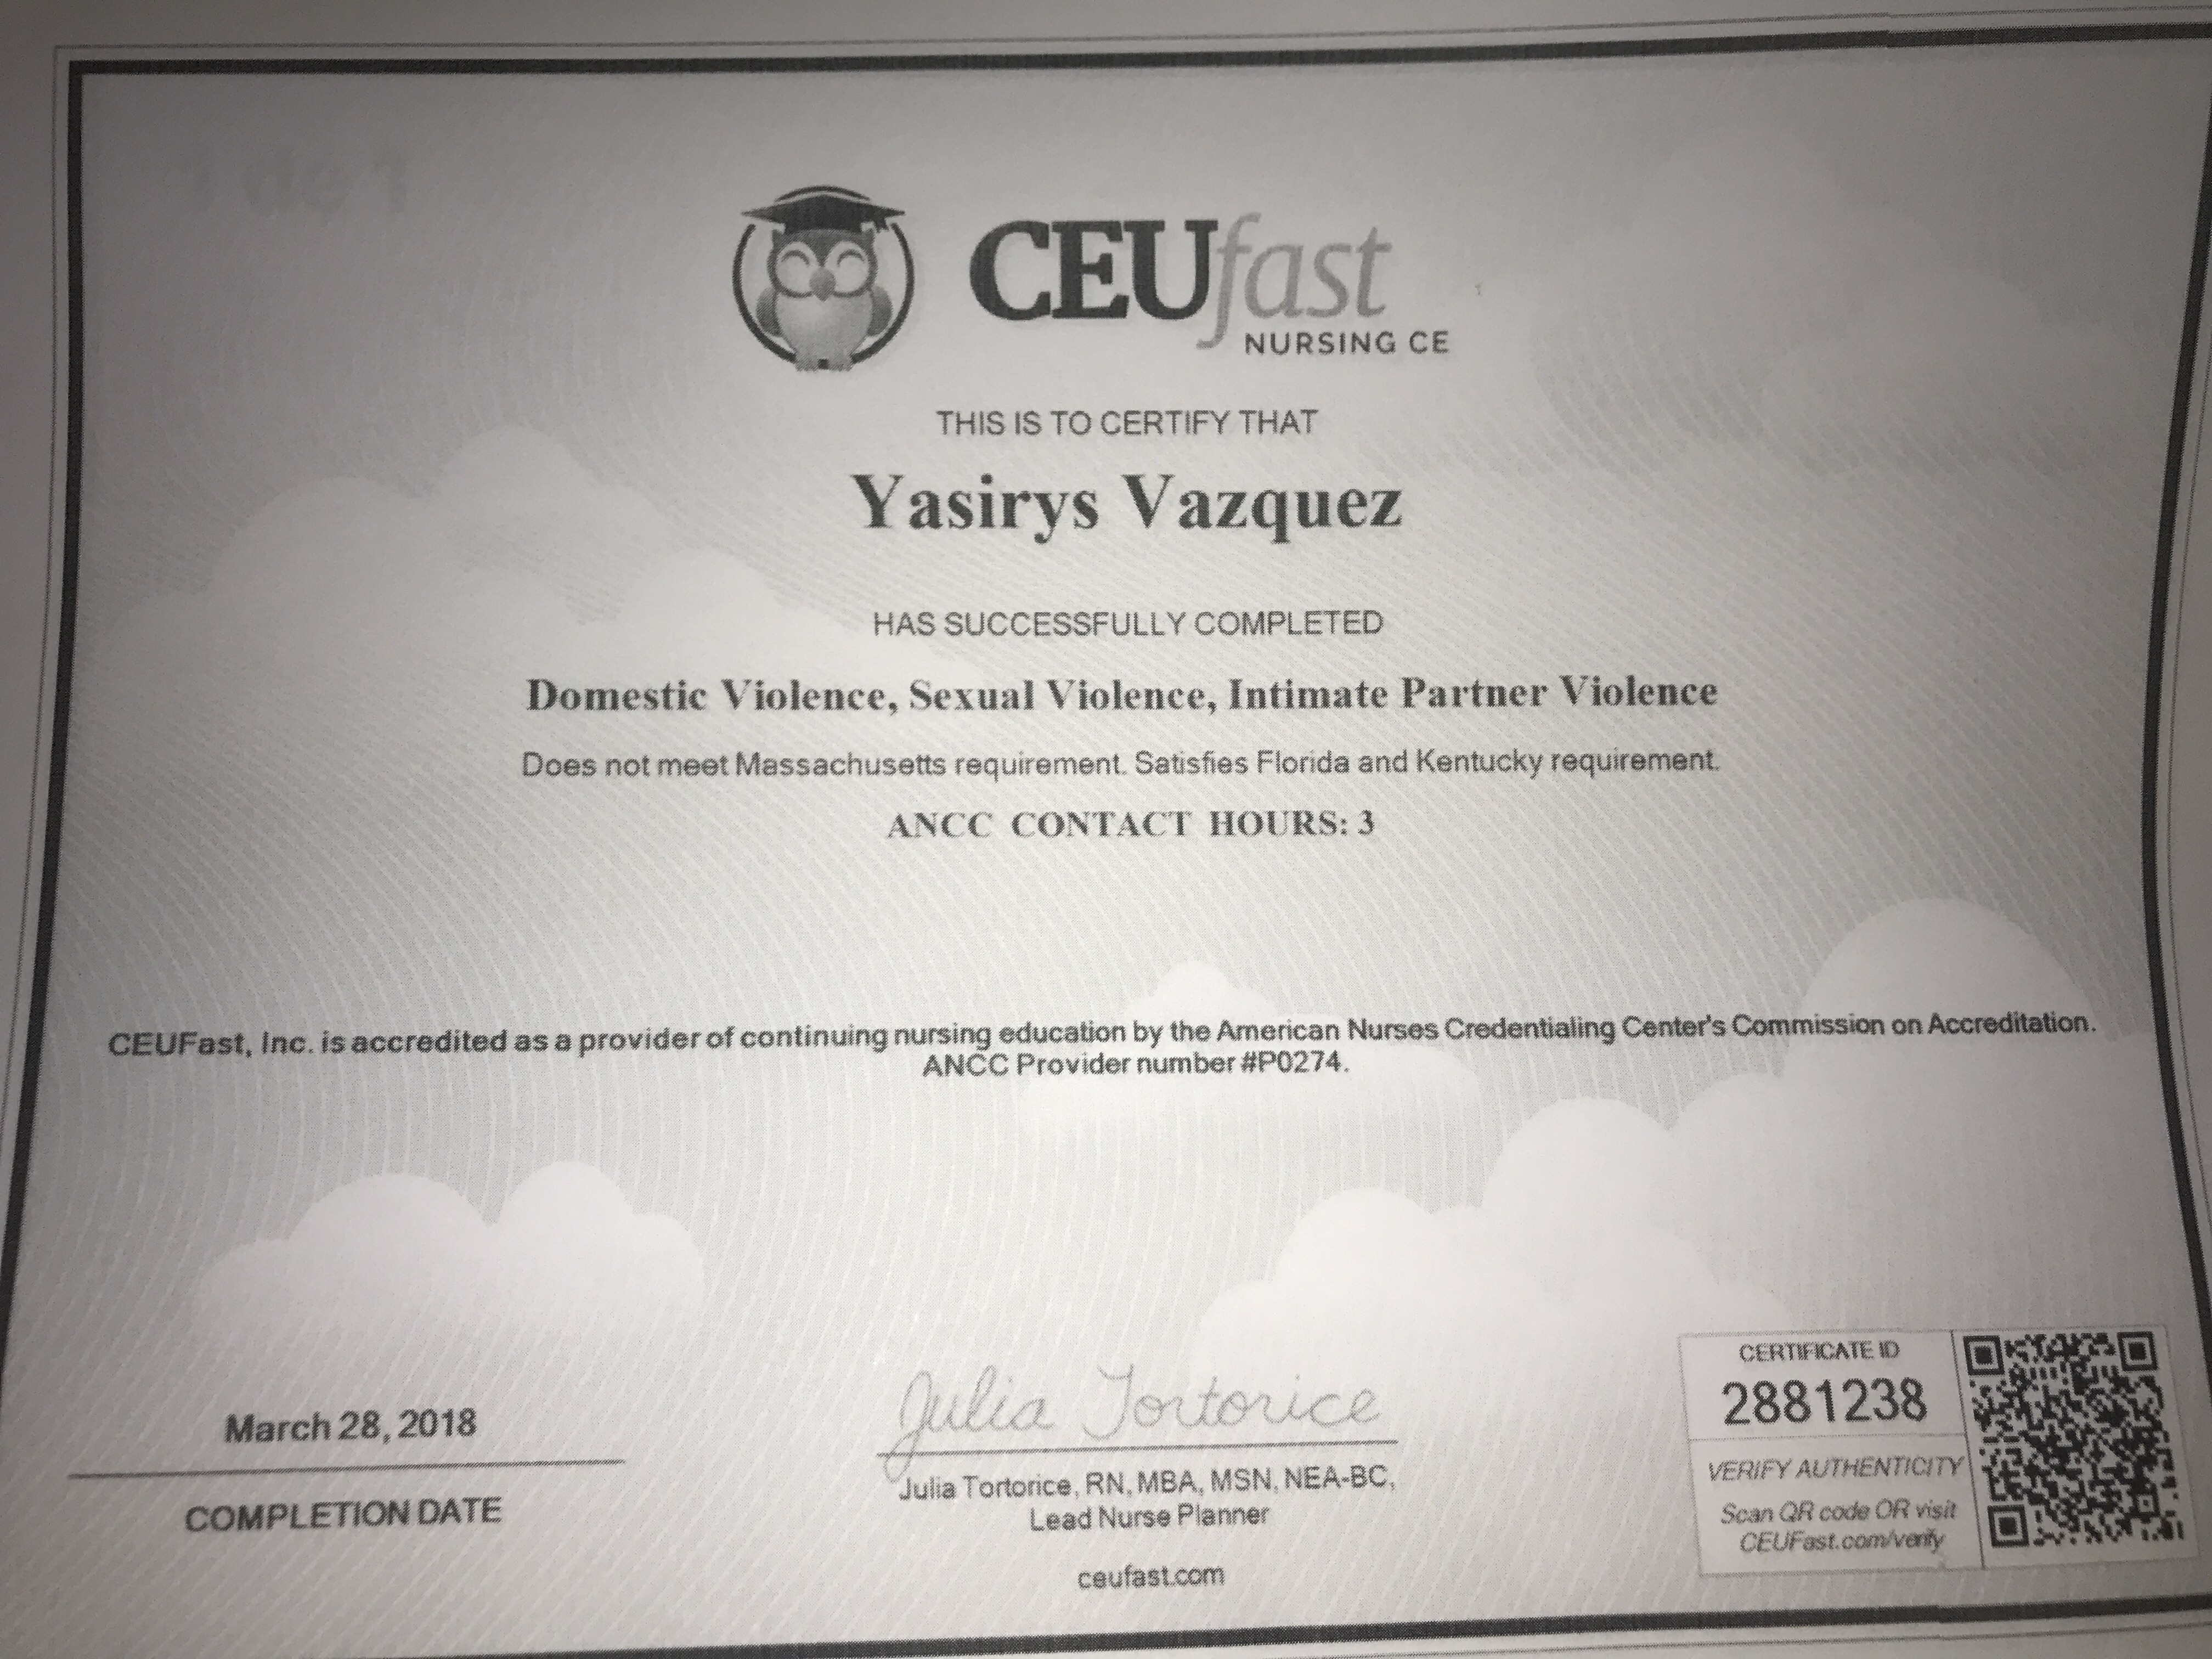 CEUfast
NURSING CE
THIS IS TO CERTIFY THAT
Yasirys Vazquez
HAS SUCCESSFULLY COMPLETED
Domestic Violence, Sexual Violence, Intimate Partner Violence
Does not meet Massachusetts requirement. Satisfies Florida and Kentucky requirement.
ANCC CONTACT HOURS: 3
CEUFast, Inc. is accredited as a provider of continuing nursing education by the American Nurses Credentialing Center's Commission on Accreditation.
ANCC Provider number #P0274.
March 28, 2018
COMPLETION DATE
Julia Tortorice
Julia Tortorice, RN, MBA, MSN, NEA-BC,
Lead Nurse Planner
ceufast.com
CERTIFICATE ID
2881238
VERIFY AUTHENTICITY
Scan QR code OR visit
CEUFast.com/verify